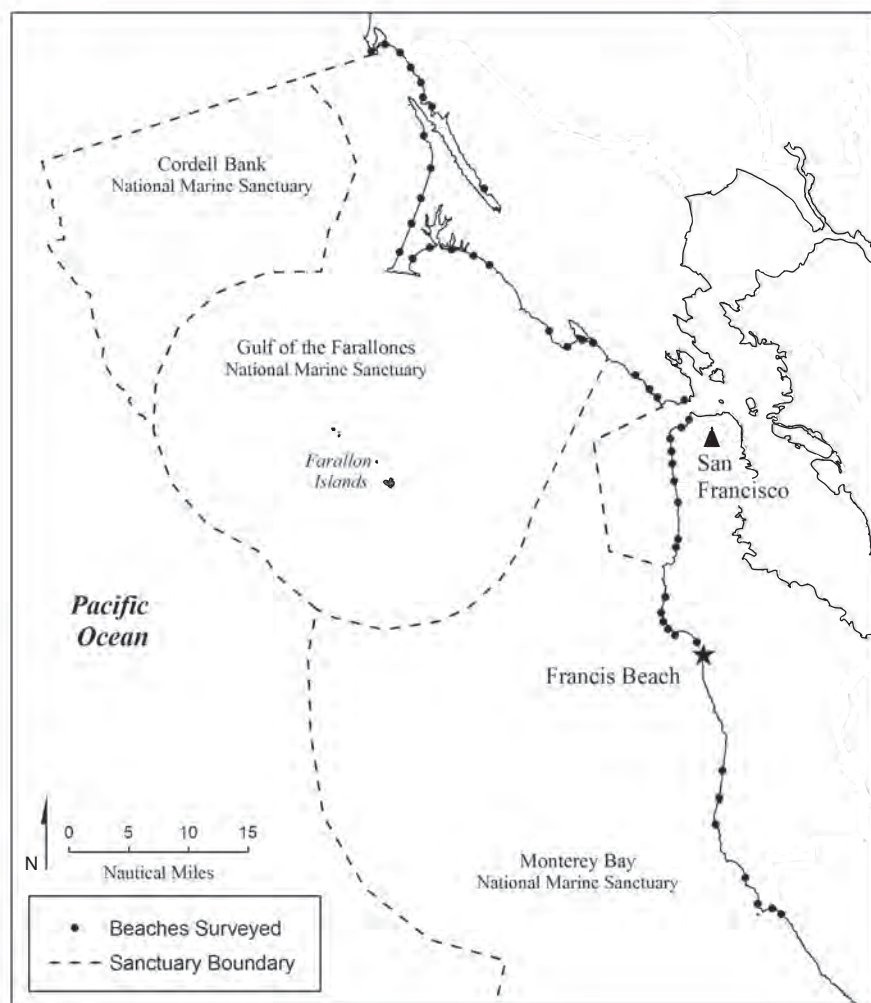 Cordell Bank
National Marine Sanctuary
Gulf of the Farallones
National Marine Sanctuary
Farallon
Islands
San
Francisco
Pacific
Ocean
Francis Beach
0 5 10 15
N
Nautical Miles
Monterey Bay
National Marine Sanctuary
Beaches Surveyed
Sanctuary Boundary